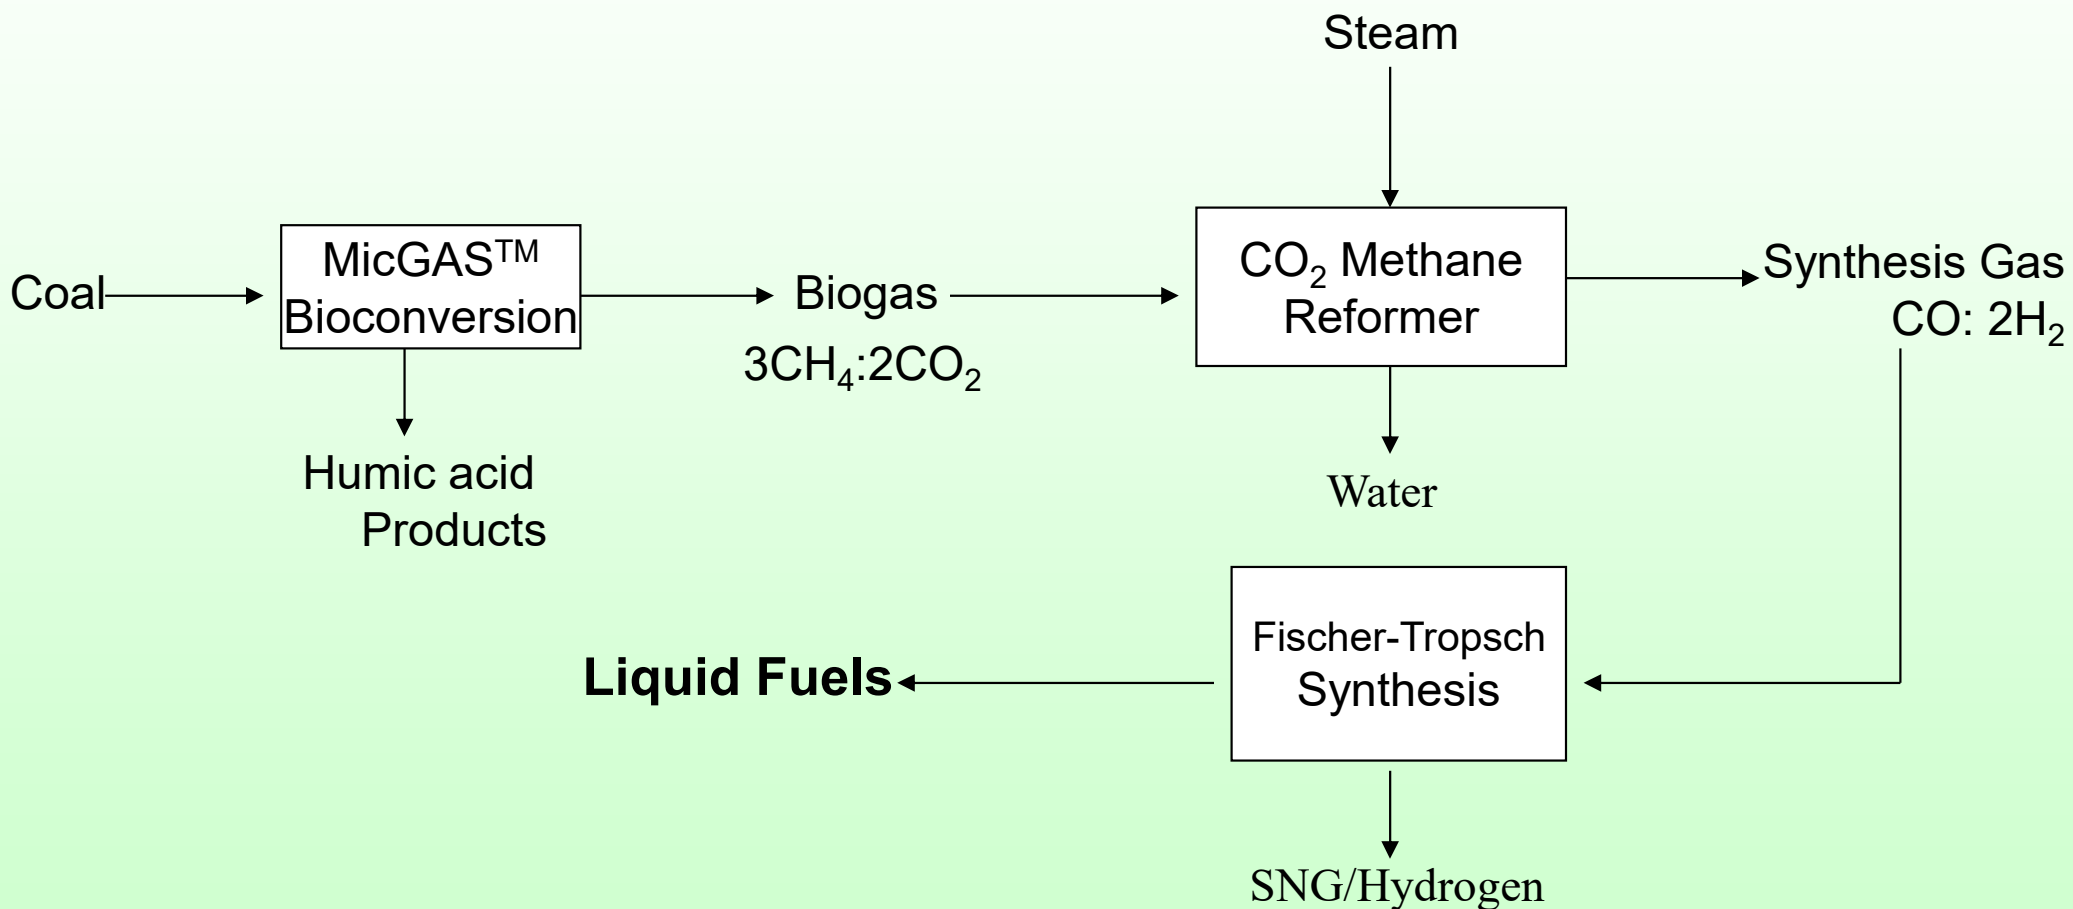 Steam
Coal
MicGAS™
Bioconversion
Biogas
3CH₄:2CO₂
CO₂ Methane
Reformer
Synthesis Gas
CO: 2H₂
Humic acid
Products
Water
Fischer-Tropsch
Synthesis
Liquid Fuels
SNG/Hydrogen